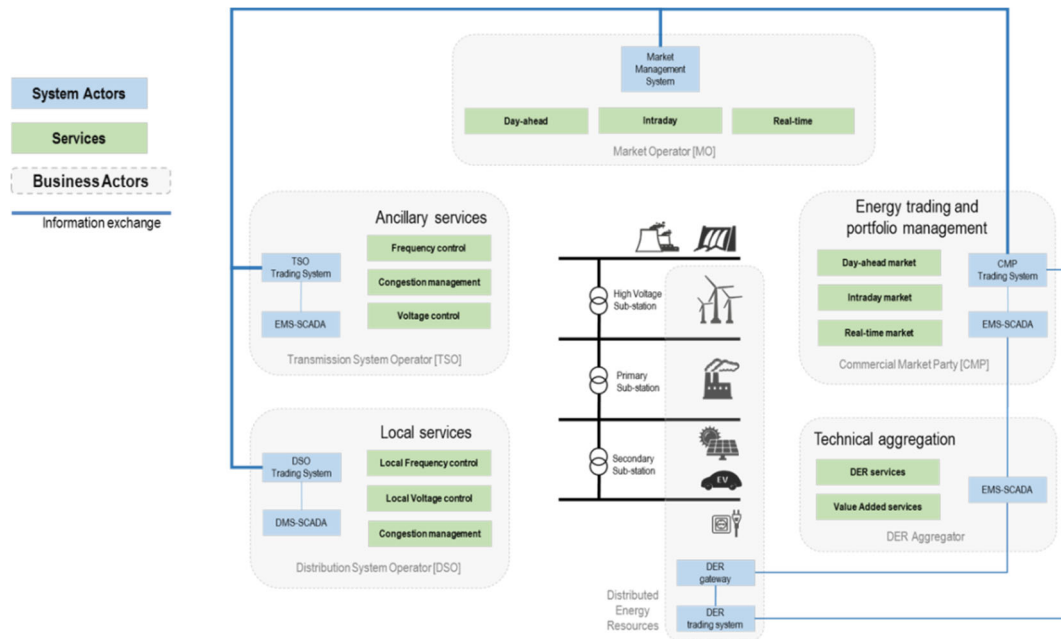 System Actors
Services
Business Actors
Information exchange
Market
Management
System
Day-ahead
Intraday
Real-time
Market Operator [MO]
Ancillary services
TSO
Trading System
EMS-SCADA
Frequency control
Congestion management
Voltage control
Transmission System Operator [TSO]
Local services
DSO
Trading System
DMS-SCADA
Local Frequency control
Local Voltage control
Congestion management
Distribution System Operator [DSO]
High Voltage
Sub-station
Primary
Sub-station
Secondary
Sub-station
EV
Distributed
Energy
Resources
DER
gateway
DER
trading system
Energy trading and
portfolio management
Day-ahead market
Intraday market
Real-time market
CMP
Trading System
EMS-SCADA
Commercial Market Party [CMP]
Technical aggregation
DER services
Value Added services
EMS-SCADA
DER Aggregator